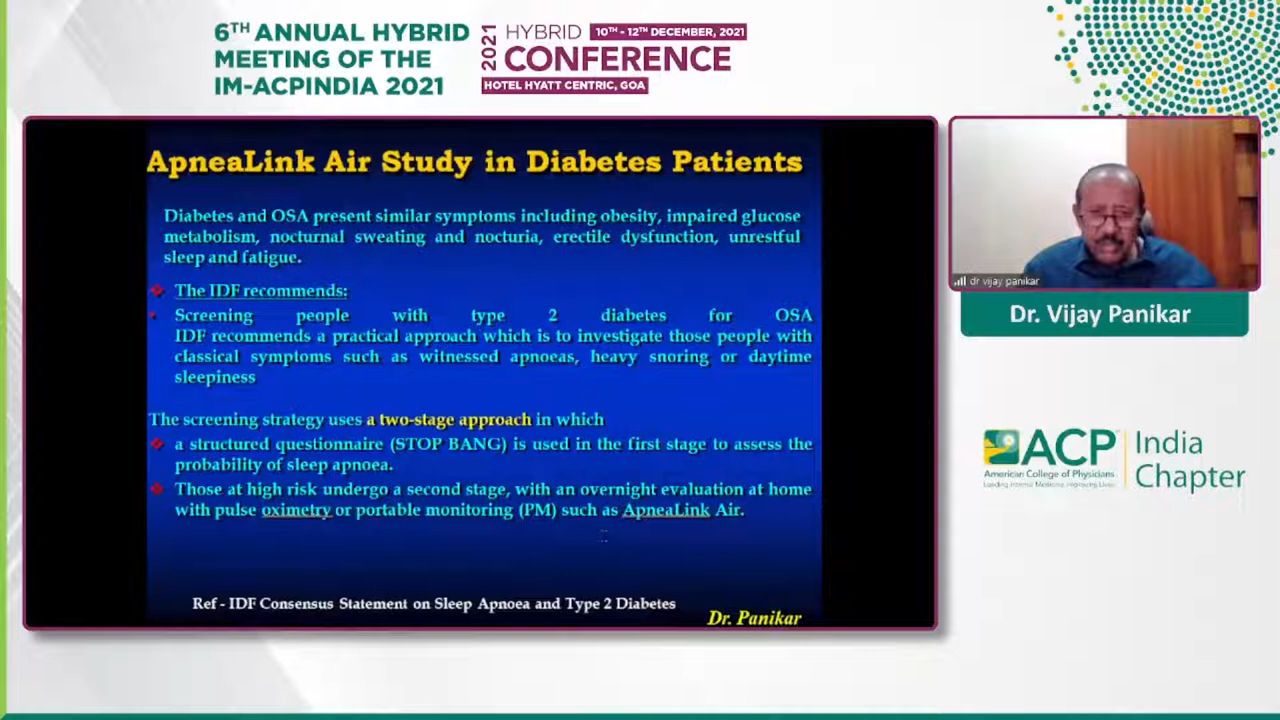 6TH ANNUAL HYBRID
MEETING OF THE
IM-ACPINDIA 2021
2021
HYBRID 10TH - 12TH DECEMBER, 2021
CONFERENCE
HOTEL HYATT CENTRIC, GOA
ApneaLink Air Study in Diabetes Patients
Diabetes and OSA present similar symptoms including obesity, impaired glucose
metabolism, nocturnal sweating and nocturia, erectile dysfunction, unrestful
sleep and fatigue.
The IDF recommends:
Screening people with type 2 diabetes for OSA
IDF recommends a practical approach which is to investigate those people with
classical symptoms such as witnessed apnoeas, heavy snoring or daytime
sleepiness
The screening strategy uses a two-stage approach in which
a structured questionnaire (STOP BANG) is used in the first stage to assess the
probability of sleep apnoea.
Those at high risk undergo a second stage, with an overnight evaluation at home
with pulse oximetry or portable monitoring (PM) such as ApneaLink Air.
Ref - IDF Consensus Statement on Sleep Apnoea and Type 2 Diabetes
Dr. Panikar
dr vijay panikar
Dr. Vijay Panikar
ACP
American College of Physicians
Leading Internal Medicine, Improving Lives
India
Chapter